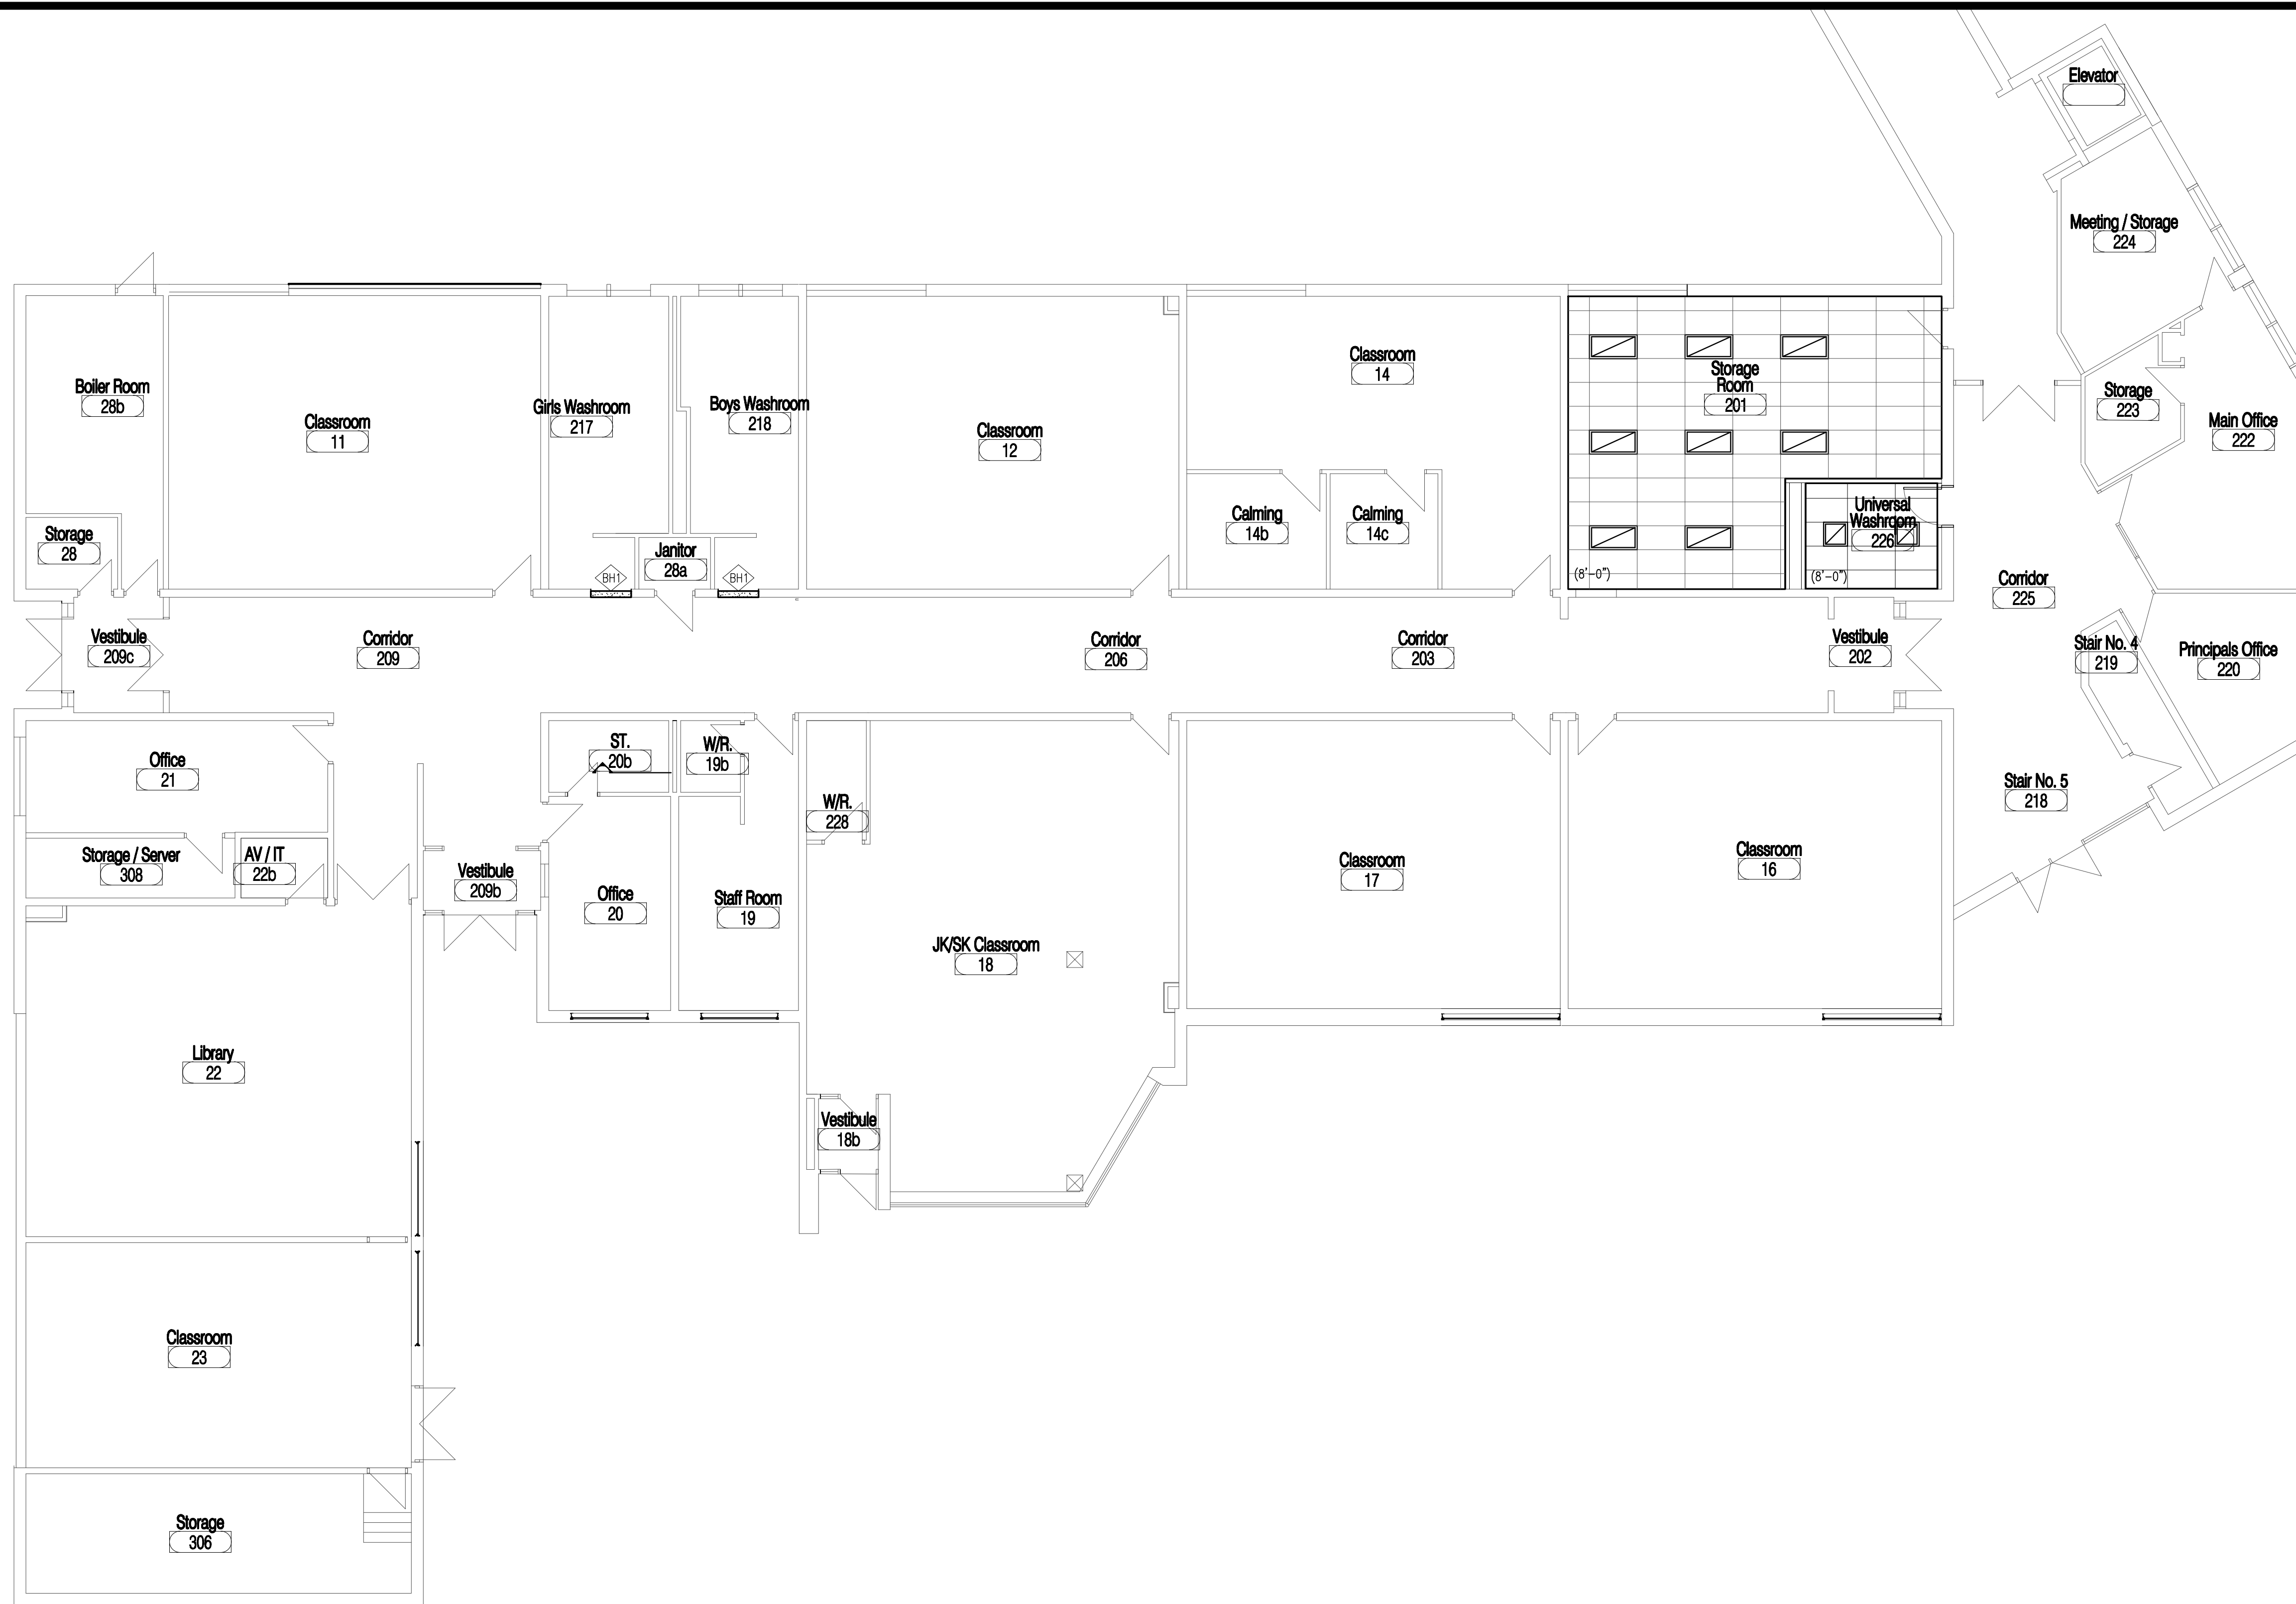 Elevator
Meeting / Storage
224
Boiler Room
28b
Classroom
11
Girls Washroom
217
Boys Washroom
218
Classroom
12
Classroom
14
Storage
Room
201
Storage
223
Main Office
222
Storage
28
Janitor
28a
BH1
BH1
Calming
14b
Calming
14c
Universal
Washroom
226
(8'-0")
(8'-0")
Corridor
225
Vestibule
209c
Corridor
209
Corridor
206
Corridor
203
Vestibule
202
Stair No. 4
219
Principals Office
220
Office
21
ST.
20b
W/R.
19b
W/R.
228
Stair No. 5
218
Storage / Server
308
AV / IT
22b
Vestibule
209b
Office
20
Staff Room
19
Classroom
17
Classroom
16
JK/SK Classroom
18
Library
22
Vestibule
18b
Classroom
23
Storage
306